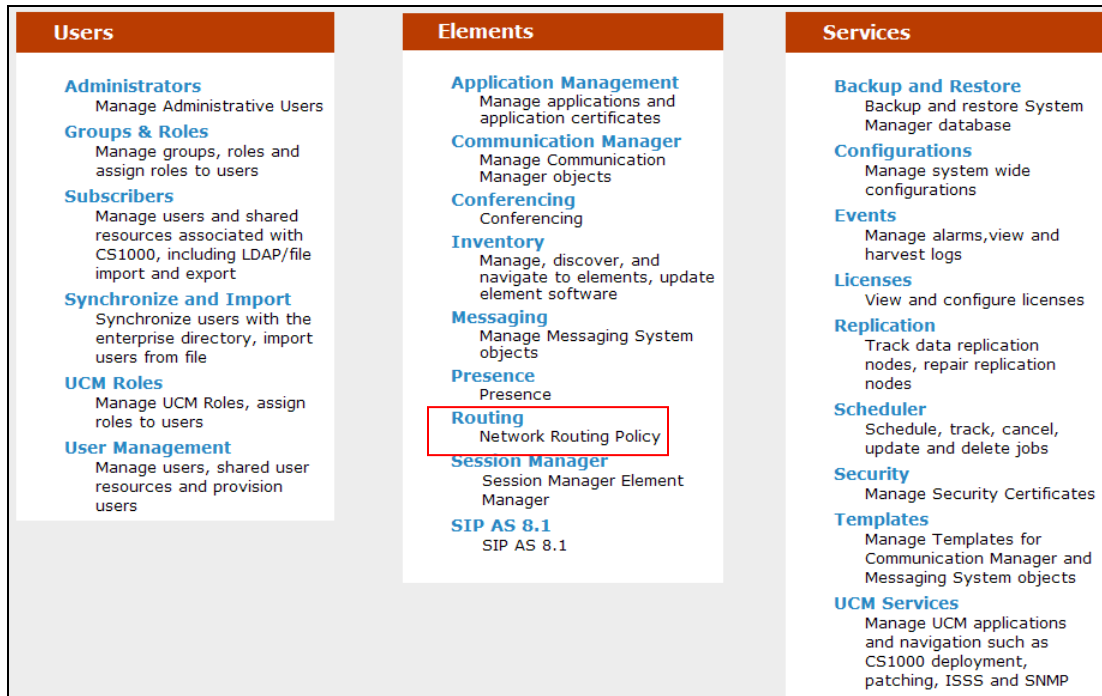 Users
Administrators
Manage Administrative Users
Groups & Roles
Manage groups, roles and
assign roles to users
Subscribers
Manage users and shared
resources associated with
CS1000, including LDAP/file
import and export
Synchronize and Import
Synchronize users with the
enterprise directory, import
users from file
UCM Roles
Manage UCM Roles, assign
roles to users
User Management
Manage users, shared user
resources and provision
users
Elements
Application Management
Manage applications and
application certificates
Communication Manager
Manage Communication
Manager objects
Conferencing
Conferencing
Inventory
Manage, discover, and
navigate to elements, update
element software
Messaging
Manage Messaging System
objects
Presence
Presence
Routing
Network Routing Policy
Session Manager
Session Manager Element
Manager
SIP AS 8.1
SIP AS 8.1
Services
Backup and Restore
Backup and restore System
Manager database
Configurations
Manage system wide
configurations
Events
Manage alarms,view and
harvest logs
Licenses
View and configure licenses
Replication
Track data replication
nodes, repair replication
nodes
Scheduler
Schedule, track, cancel,
update and delete jobs
Security
Manage Security Certificates
Templates
Manage Templates for
Communication Manager and
Messaging System objects
UCM Services
Manage UCM applications
and navigation such as
CS1000 deployment,
patching, ISSS and SNMP